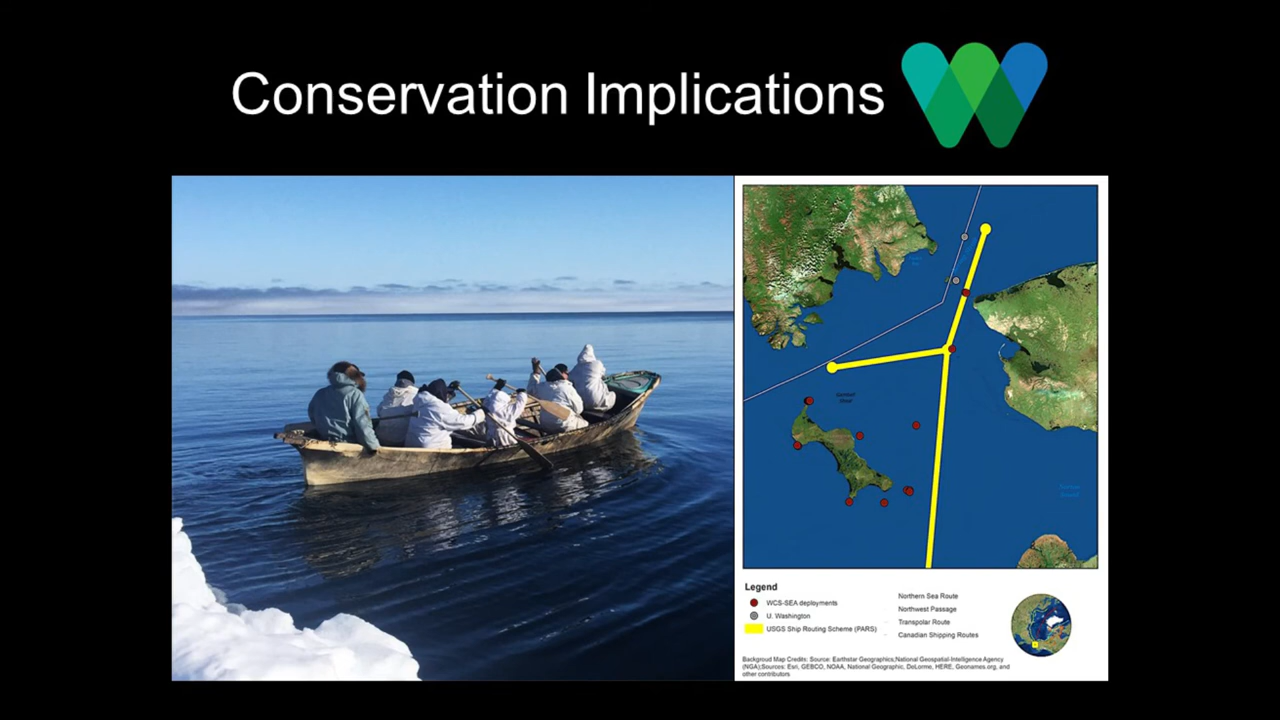 Conservation Implications
Legend
WCS-SEA deployments
U. Washington
USGS Ship Routing Scheme (PARS)
Northern Sea Route
Northwest Passage
Transpolar Route
Canadian Shipping Routes
Backgroud Map Credits: Source: Earthstar Geographics;National Geospatial-Intelligence Agency
(NGA);Sources: Esri, GEBCO, NOAA, National Geographic, DeLorme, HERE, Geonames.org, and
other contributors